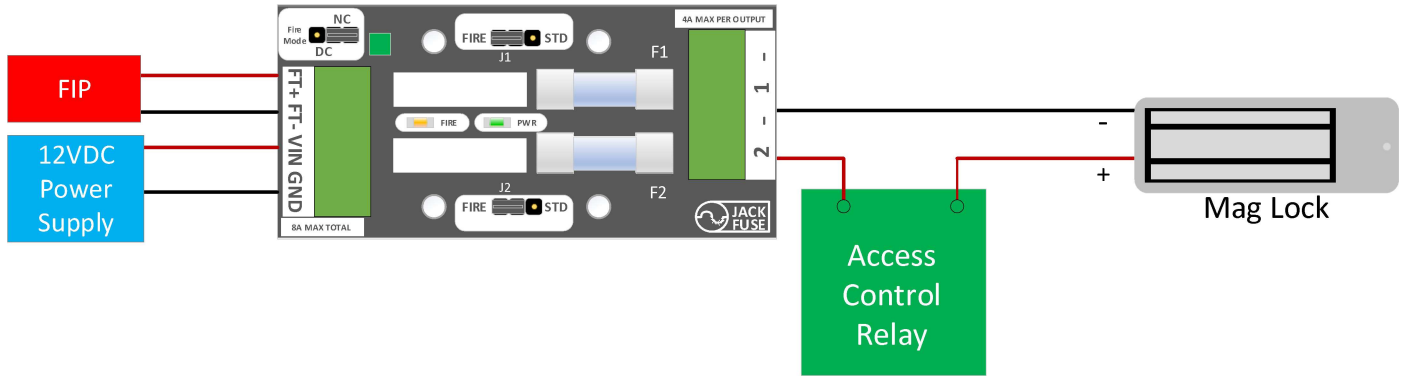 NC
Fire
Mode
DC
FIRE STD
J1
4A MAX PER OUTPUT
F1
FIP
FT+ FT- VIN GND
- 1 - 2
FIRE
PWR
12VDC
Power
Supply
-
+
J2
F2
FIRE STD
JACK
FUSE
8A MAX TOTAL
Mag Lock
Access
Control
Relay